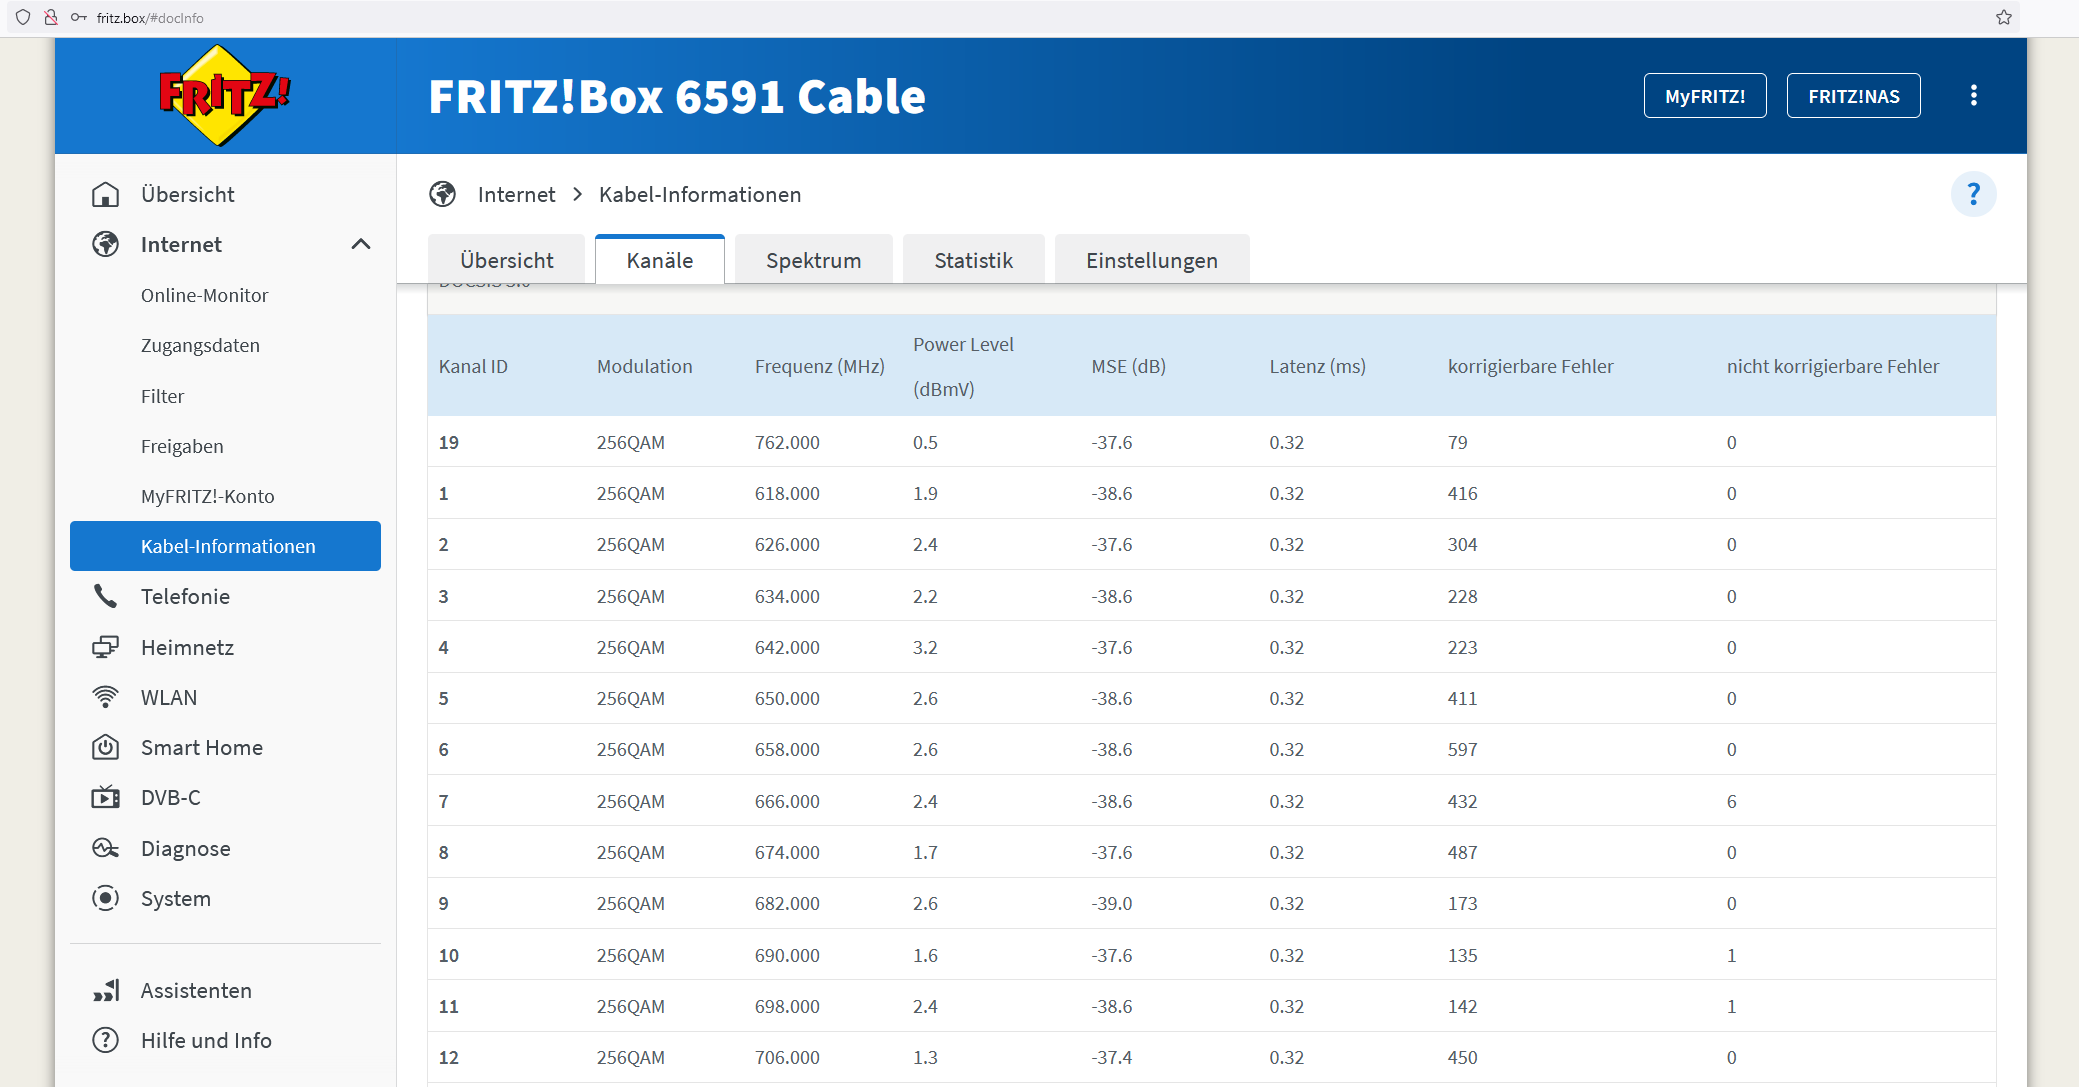 fritz.box/#docInfo
FRITZ!
FRITZ!Box 6591 Cable
MyFRITZ!
FRITZ!NAS
Übersicht
Internet
Online-Monitor
Zugangsdaten
Filter
Freigaben
MyFRITZ!-Konto
Kabel-Informationen
Telefonie
Heimnetz
WLAN
Smart Home
DVB-C
Diagnose
System
Assistenten
Hilfe und Info
Internet > Kabel-Informationen
?
Übersicht Kanäle Spektrum Statistik Einstellungen
DOCSIS 3.0
Kanal ID Modulation Frequenz (MHz) Power Level (dBmV) MSE (dB) Latenz (ms) korrigierbare Fehler nicht korrigierbare Fehler
19 256QAM 762.000 0.5 -37.6 0.32 79 0
1 256QAM 618.000 1.9 -38.6 0.32 416 0
2 256QAM 626.000 2.4 -37.6 0.32 304 0
3 256QAM 634.000 2.2 -38.6 0.32 228 0
4 256QAM 642.000 3.2 -37.6 0.32 223 0
5 256QAM 650.000 2.6 -38.6 0.32 411 0
6 256QAM 658.000 2.6 -38.6 0.32 597 0
7 256QAM 666.000 2.4 -38.6 0.32 432 6
8 256QAM 674.000 1.7 -37.6 0.32 487 0
9 256QAM 682.000 2.6 -39.0 0.32 173 0
10 256QAM 690.000 1.6 -37.6 0.32 135 1
11 256QAM 698.000 2.4 -38.6 0.32 142 1
12 256QAM 706.000 1.3 -37.4 0.32 450 0